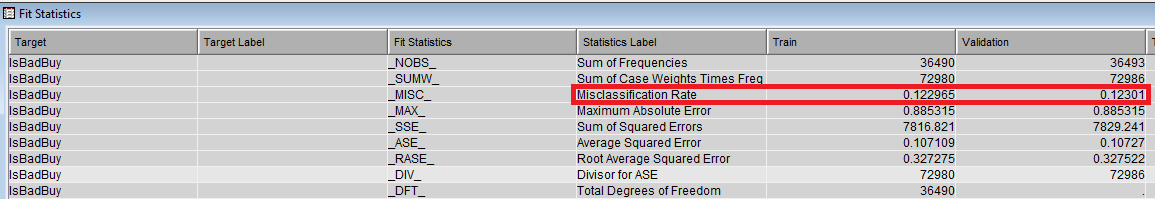 Fit Statistics
Target Target Label Fit Statistics Statistics Label Train Validation T
IsBadBuy _NOBS_ Sum of Frequencies 36490 36493
IsBadBuy _SUMW_ Sum of Case Weights Times Freq 72980 72986
IsBadBuy _MISC_ Misclassification Rate 0.122965 0.12301
IsBadBuy _MAX_ Maximum Absolute Error 0.885315 0.885315
IsBadBuy _SSE_ Sum of Squared Errors 7816.821 7829.241
IsBadBuy _ASE_ Average Squared Error 0.107109 0.10727
IsBadBuy _RASE_ Root Average Squared Error 0.327275 0.327522
IsBadBuy _DIV_ Divisor for ASE 72980 72986
IsBadBuy _DFT_ Total Degrees of Freedom 36490 .